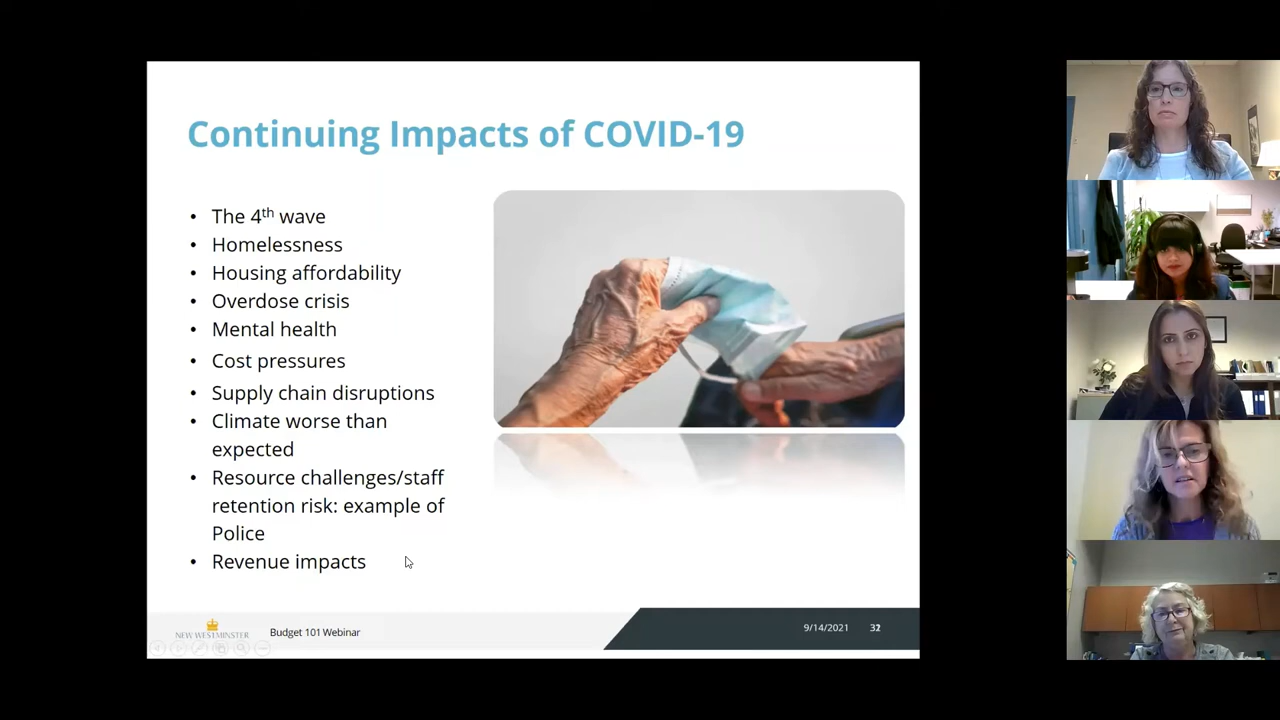 Continuing Impacts of COVID-19
• The 4th wave
• Homelessness
• Housing affordability
• Overdose crisis
• Mental health
• Cost pressures
• Supply chain disruptions
• Climate worse than
expected
• Resource challenges/staff
retention risk: example of
Police
• Revenue impacts
NEW WESTMINSTER
Budget 101 Webinar
9/14/2021